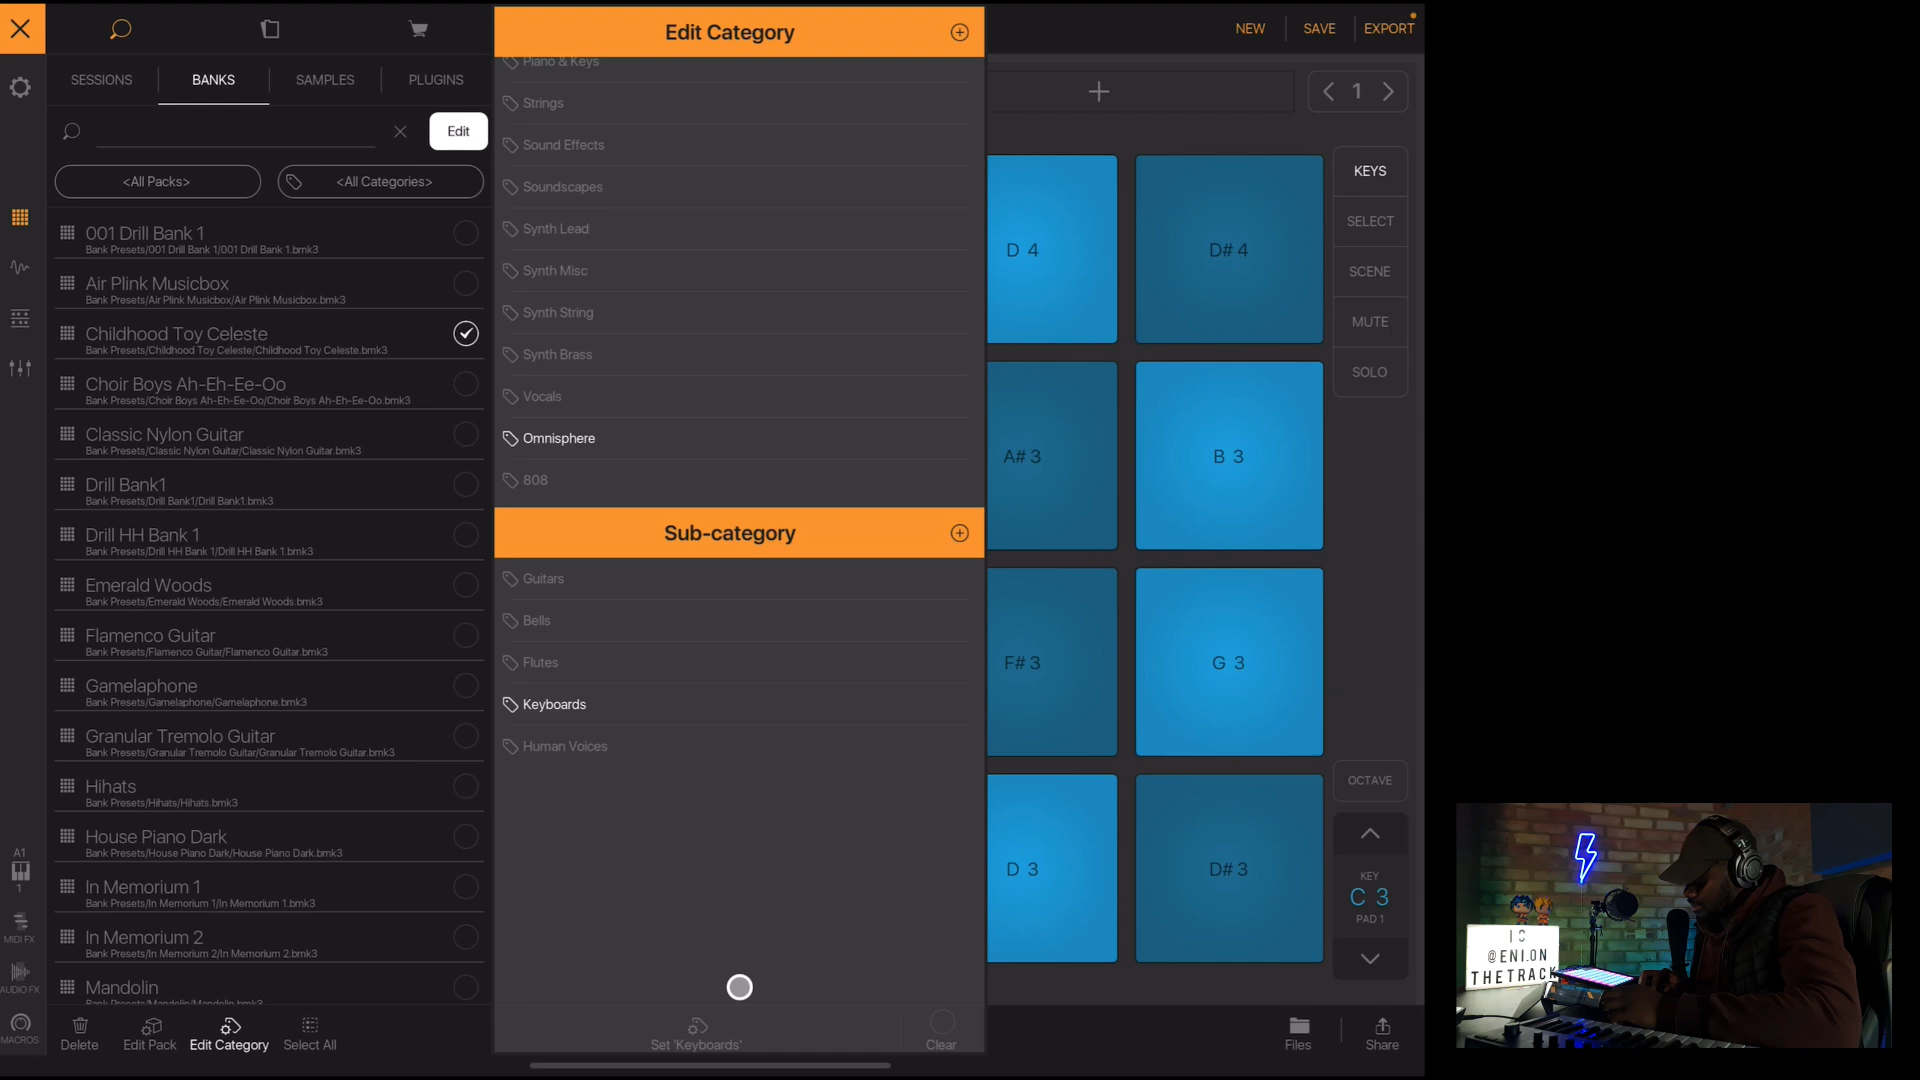 NEW
SAVE
EXPORT
SESSIONS
BANKS
SAMPLES
PLUGINS
Edit
<All Packs>
<All Categories>
001 Drill Bank 1
Bank Presets/001 Drill Bank 1/001 Drill Bank 1.bmk3
Air Plink Musicbox
Bank Presets/Air Plink Musicbox/Air Plink Musicbox.bmk3
Childhood Toy Celeste
Bank Presets/Childhood Toy Celeste/Childhood Toy Celeste.bmk3
Choir Boys Ah-Eh-Ee-Oo
Bank Presets/Choir Boys Ah-Eh-Ee-Oo/Choir Boys Ah-Eh-Ee-Oo.bmk3
Classic Nylon Guitar
Bank Presets/Classic Nylon Guitar/Classic Nylon Guitar.bmk3
Drill Bank1
Bank Presets/Drill Bank1/Drill Bank1.bmk3
Drill HH Bank 1
Bank Presets/Drill HH Bank 1/Drill HH Bank 1.bmk3
Emerald Woods
Bank Presets/Emerald Woods/Emerald Woods.bmk3
Flamenco Guitar
Bank Presets/Flamenco Guitar/Flamenco Guitar.bmk3
Gamelaphone
Bank Presets/Gamelaphone/Gamelaphone.bmk3
Granular Tremolo Guitar
Bank Presets/Granular Tremolo Guitar/Granular Tremolo Guitar.bmk3
Hihats
Bank Presets/Hihats/Hihats.bmk3
House Piano Dark
Bank Presets/House Piano Dark/House Piano Dark.bmk3
In Memorium 1
Bank Presets/In Memorium 1/In Memorium 1.bmk3
In Memorium 2
Bank Presets/In Memorium 2/In Memorium 2.bmk3
Mandolin
Bank Presets/Mandolin/Mandolin.bmk3
A1
1
MIDI FX
AUDIO FX
MACROS
Delete
Edit Pack
Edit Category
Select All
Edit Category
Piano & Keys
Strings
Sound Effects
Soundscapes
Synth Lead
Synth Misc
Synth String
Synth Brass
Vocals
Omnisphere
808
Sub-category
Guitars
Bells
Flutes
Keyboards
Human Voices
Set 'Keyboards'
Clear
1
D 4
D# 4
A# 3
B 3
F# 3
G 3
D 3
D# 3
KEYS
SELECT
SCENE
MUTE
SOLO
OCTAVE
KEY
C 3
PAD 1
Files
Share
@ENI.ON
THETRACK